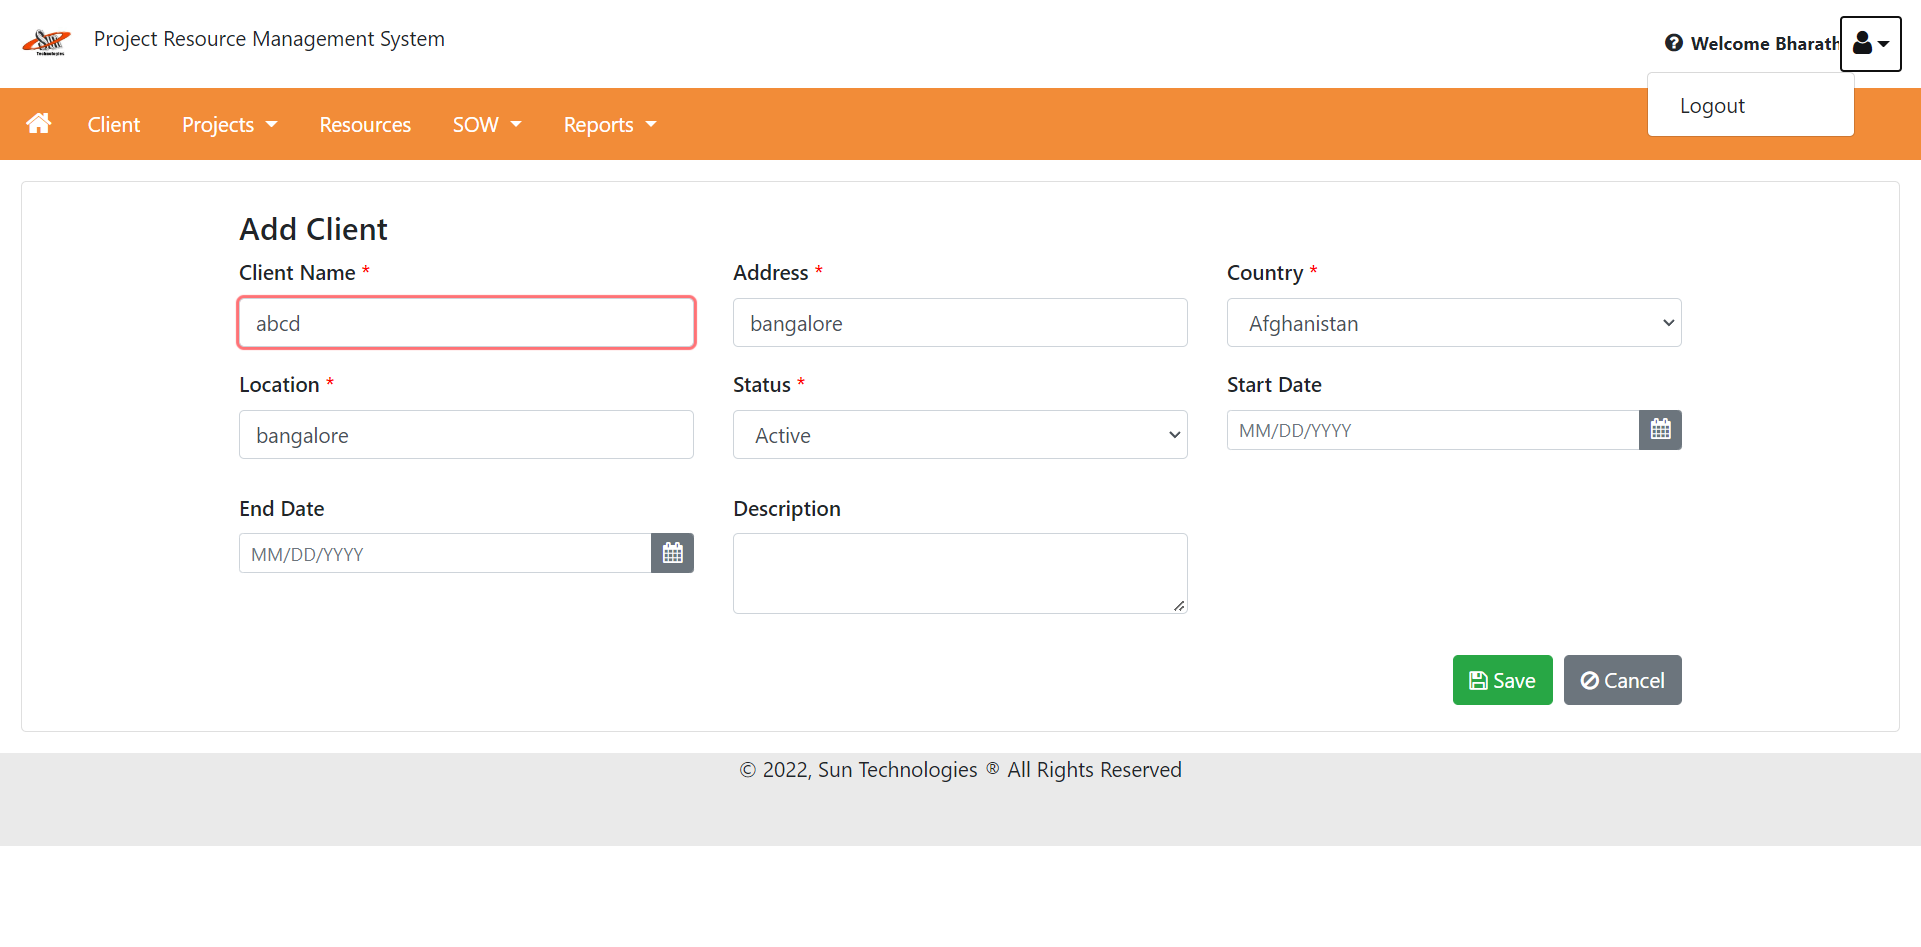 Sun
Technologies
Project Resource Management System
Welcome Bharath
Logout
Client
Projects
Resources
SOW
Reports
Add Client
Client Name *
Address *
Country *
abcd
bangalore
Afghanistan
Location *
Status *
Start Date
bangalore
Active
MM/DD/YYYY
End Date
Description
MM/DD/YYYY
Save
Cancel
© 2022, Sun Technologies ® All Rights Reserved